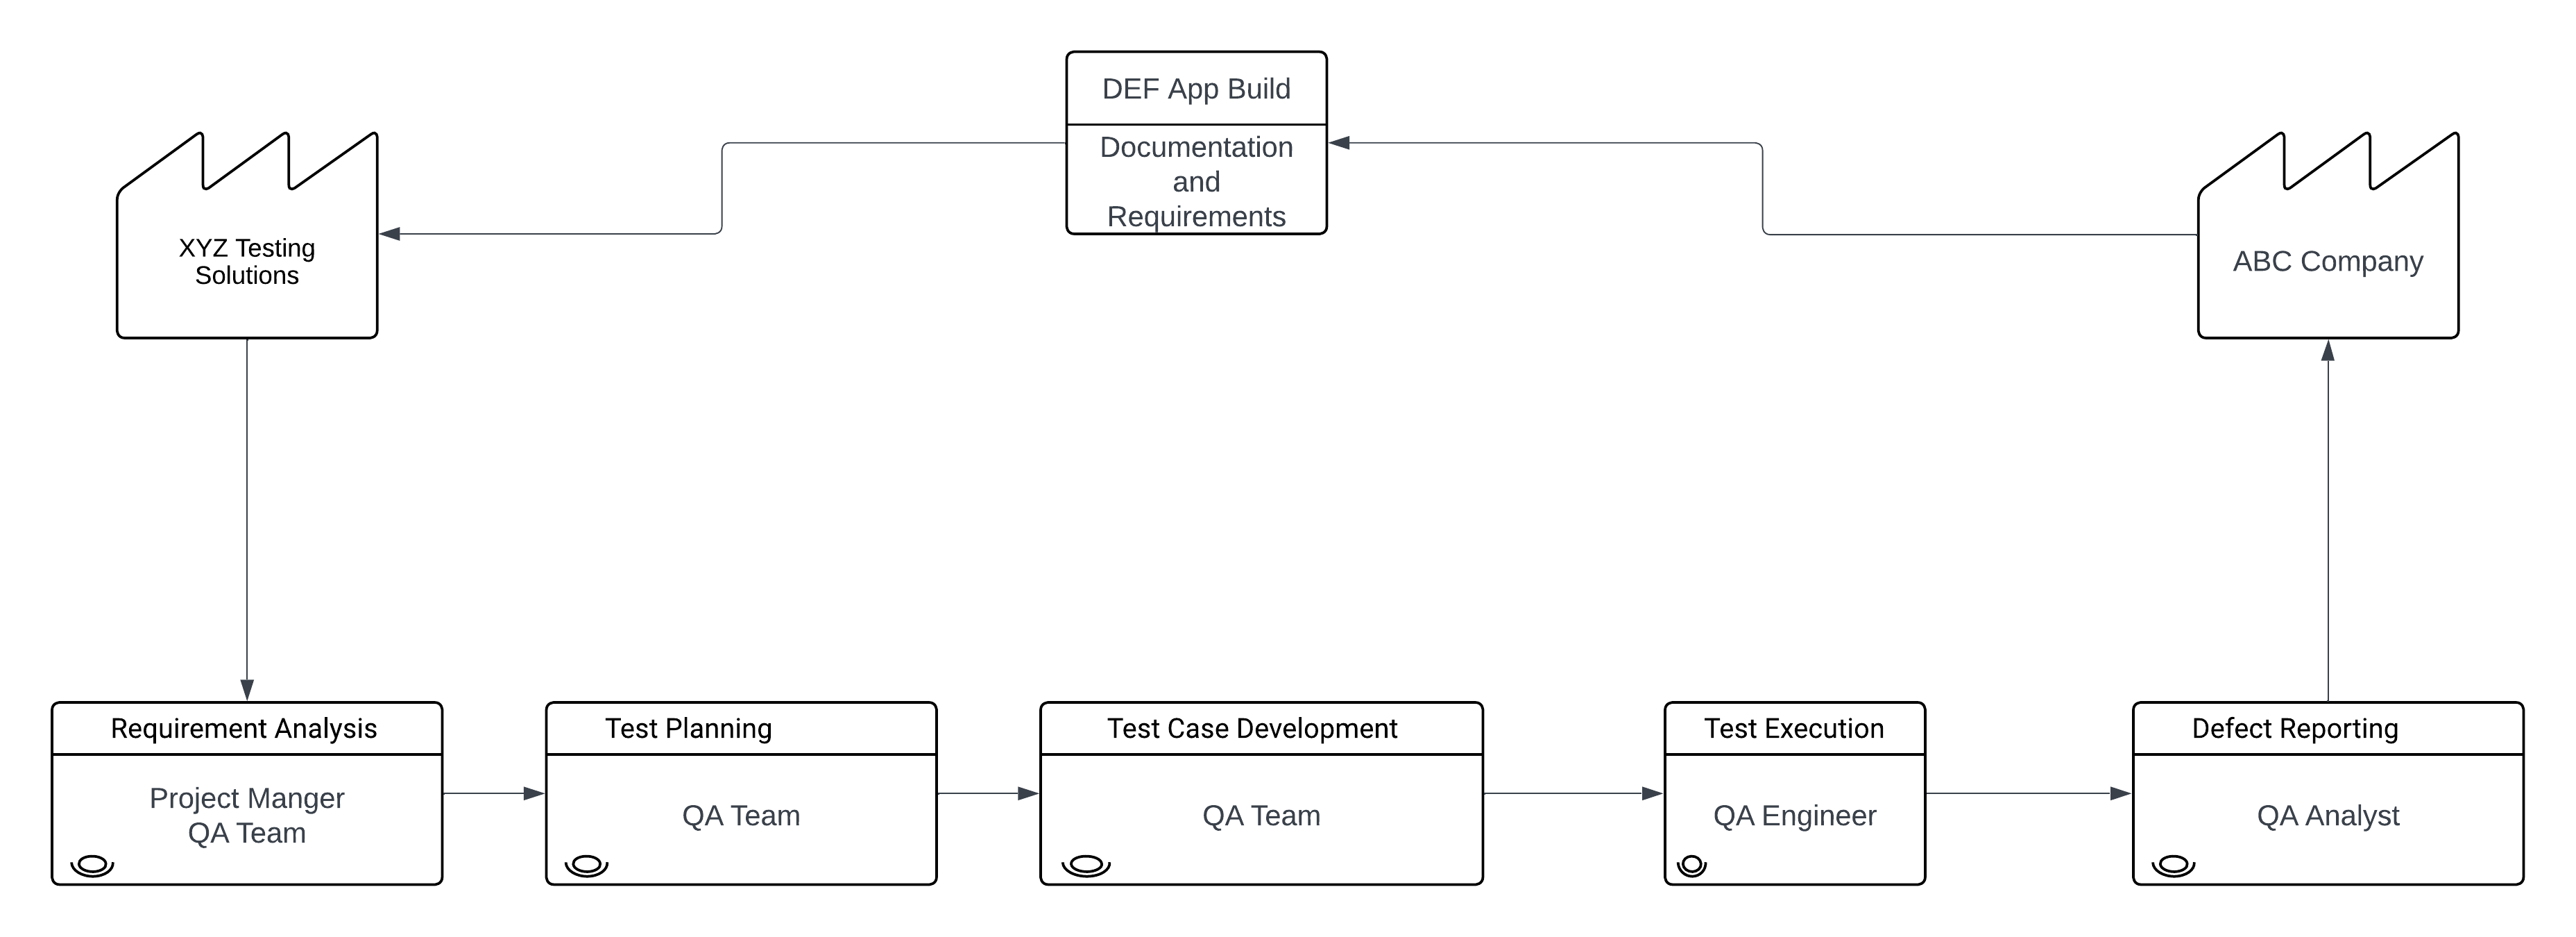 DEF App Build
Documentation
and
Requirements
XYZ Testing
Solutions
ABC Company
Requirement Analysis
Project Manger
QA Team
Test Planning
QA Team
Test Case Development
QA Team
Test Execution
QA Engineer
Defect Reporting
QA Analyst